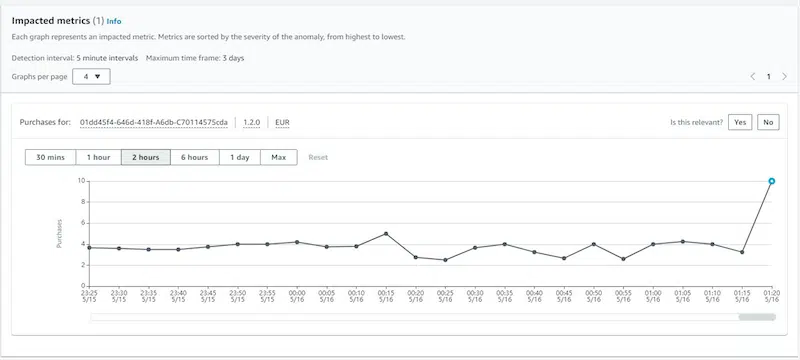 Impacted metrics (1) Info
Each graph represents an impacted metric. Metrics are sorted by the severity of the anomaly, from highest to lowest.
Detection interval: 5 minute intervals Maximum time frame: 3 days
Graphs per page 4
1
Purchases for: 01dd45f4-646d-418f-A6db-C70114575cda 1.2.0 EUR Is this relevant? Yes No
30 mins 1 hour 2 hours 6 hours 1 day Max Reset
10
8
6
4
2
0
Purchases
23:25 23:30 23:35 23:40 23:45 23:50 23:55 00:00 00:05 00:10 00:15 00:20 00:25 00:30 00:35 00:40 00:45 00:50 00:55 01:00 01:05 01:10 01:15 01:20
5/15 5/15 5/15 5/15 5/15 5/15 5/15 5/16 5/16 5/16 5/16 5/16 5/16 5/16 5/16 5/16 5/16 5/16 5/16 5/16 5/16 5/16 5/16 5/16